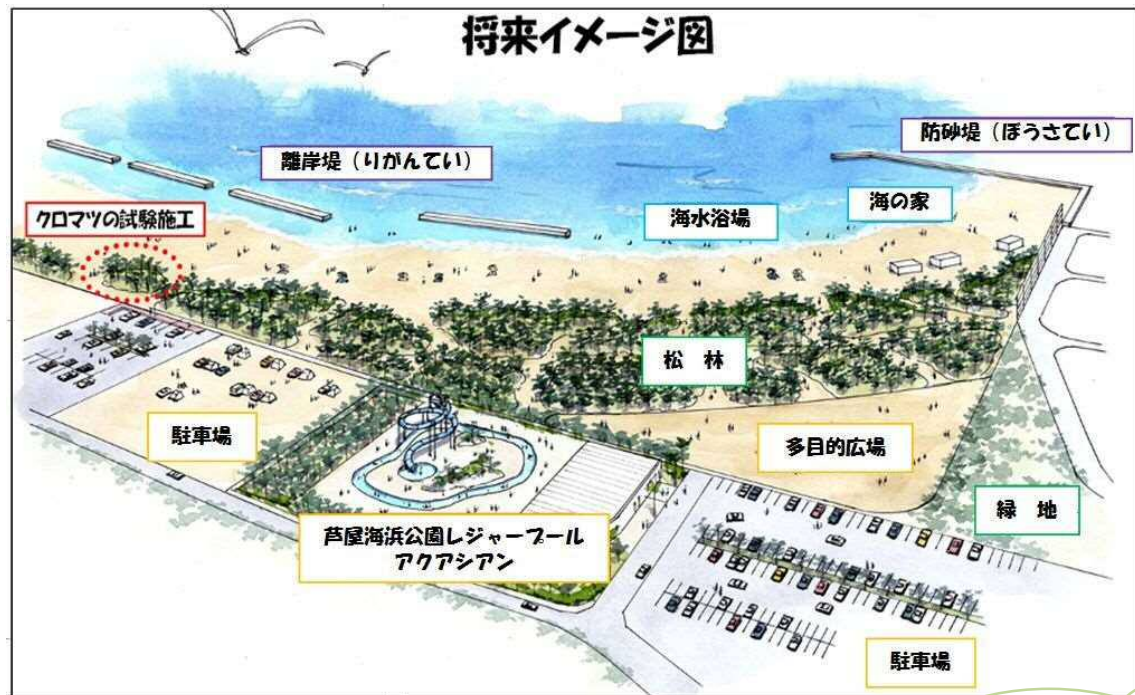 将来イメージ図
防砂堤（ぼうさてい）
離岸堤（りがんてい）
海の家
クロマツの試験施工
海水浴場
松 林
駐車場
多目的広場
緑 地
芦屋海浜公園レジャープール
アクアシアン
駐車場